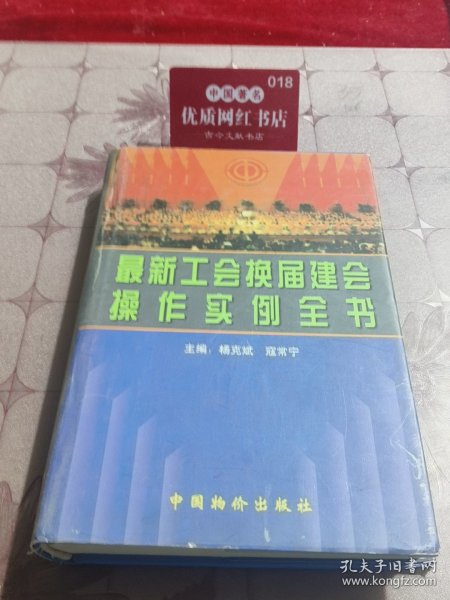 018
中国著名
优质网红书店
古今文献书店
最新工会换届建会
操作实例全书
主编：杨克斌 寇常宁
中国物价出版社
孔夫子旧书网
www.kongfz.com